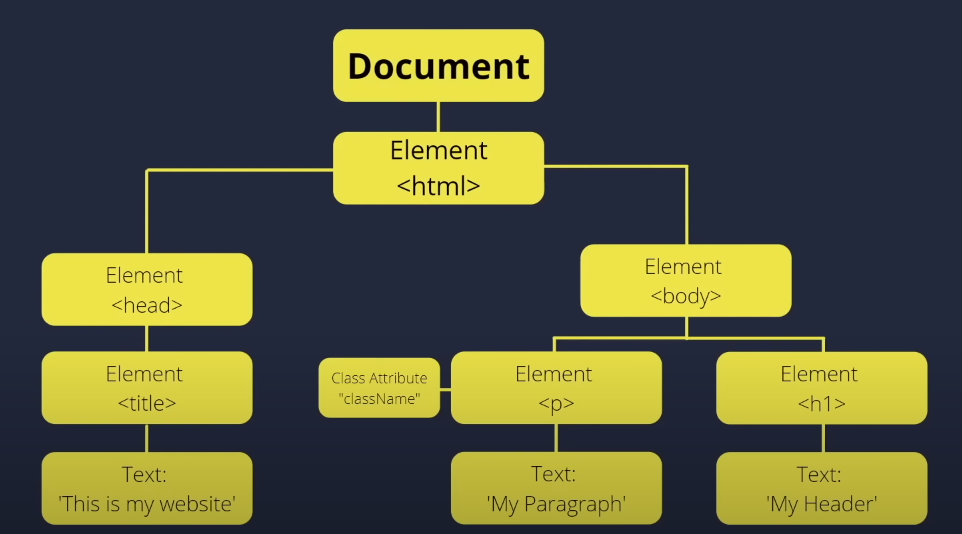 Document
Element
<html>
Element
<head>
Element
<body>
Element
<title>
Class Attribute
"className"
Element
<p>
Element
<h1>
Text:
'This is my website'
Text:
'My Paragraph'
Text:
'My Header'